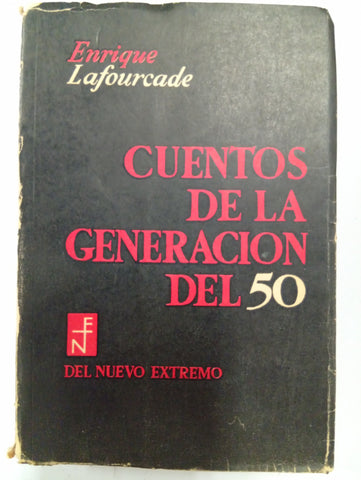 Enrique
Lafourcade
CUENTOS
DE LA
GENERACION
DEL 50
E
N
DEL NUEVO EXTREMO